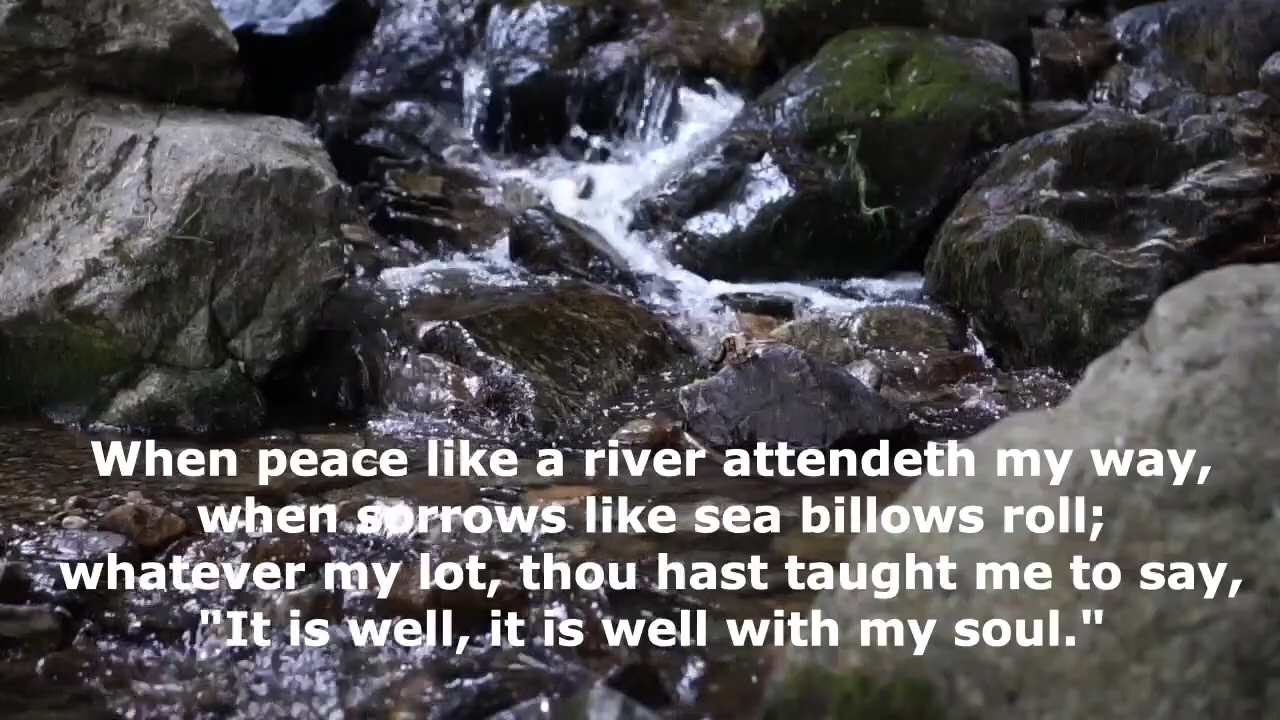 When peace like a river attendeth my way,
when sorrows like sea billows roll;
whatever my lot, thou hast taught me to say,
"It is well, it is well with my soul."